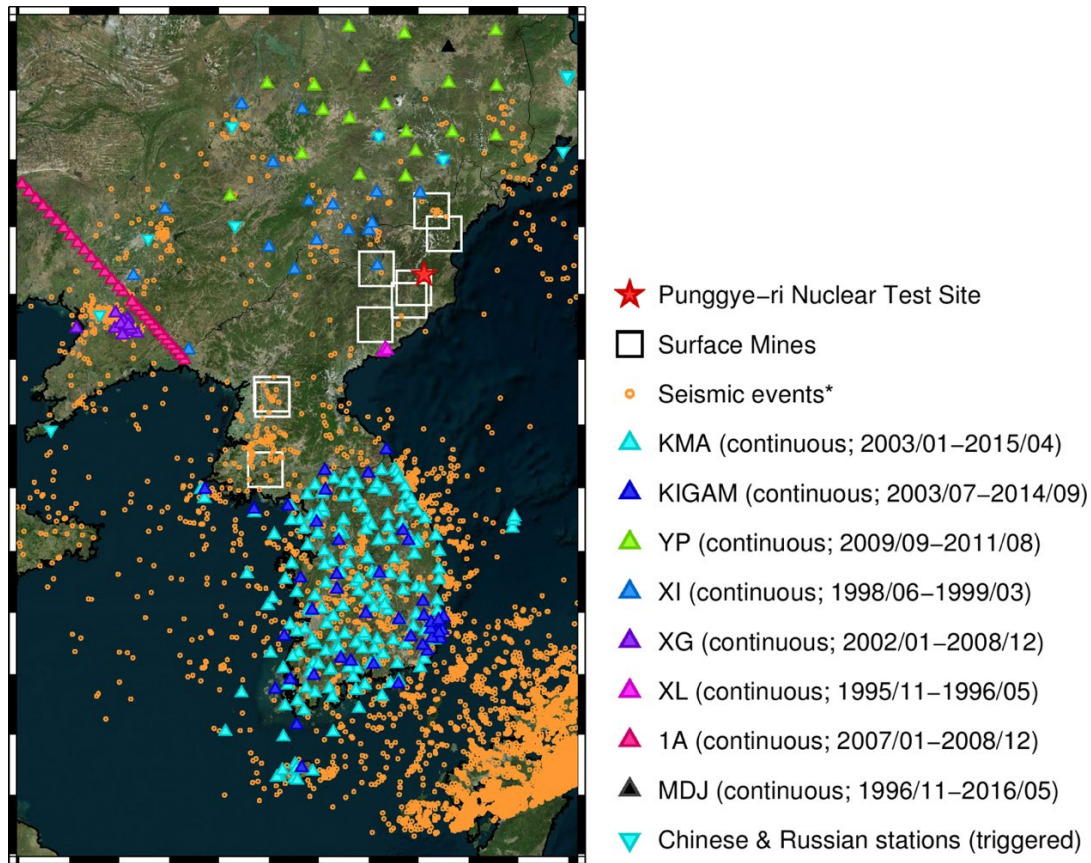 Punggye−ri Nuclear Test Site
Surface Mines
Seismic events*
KMA (continuous; 2003/01−2015/04)
KIGAM (continuous; 2003/07−2014/09)
YP (continuous; 2009/09−2011/08)
XI (continuous; 1998/06−1999/03)
XG (continuous; 2002/01−2008/12)
XL (continuous; 1995/11−1996/05)
1A (continuous; 2007/01−2008/12)
MDJ (continuous; 1996/11−2016/05)
Chinese & Russian stations (triggered)